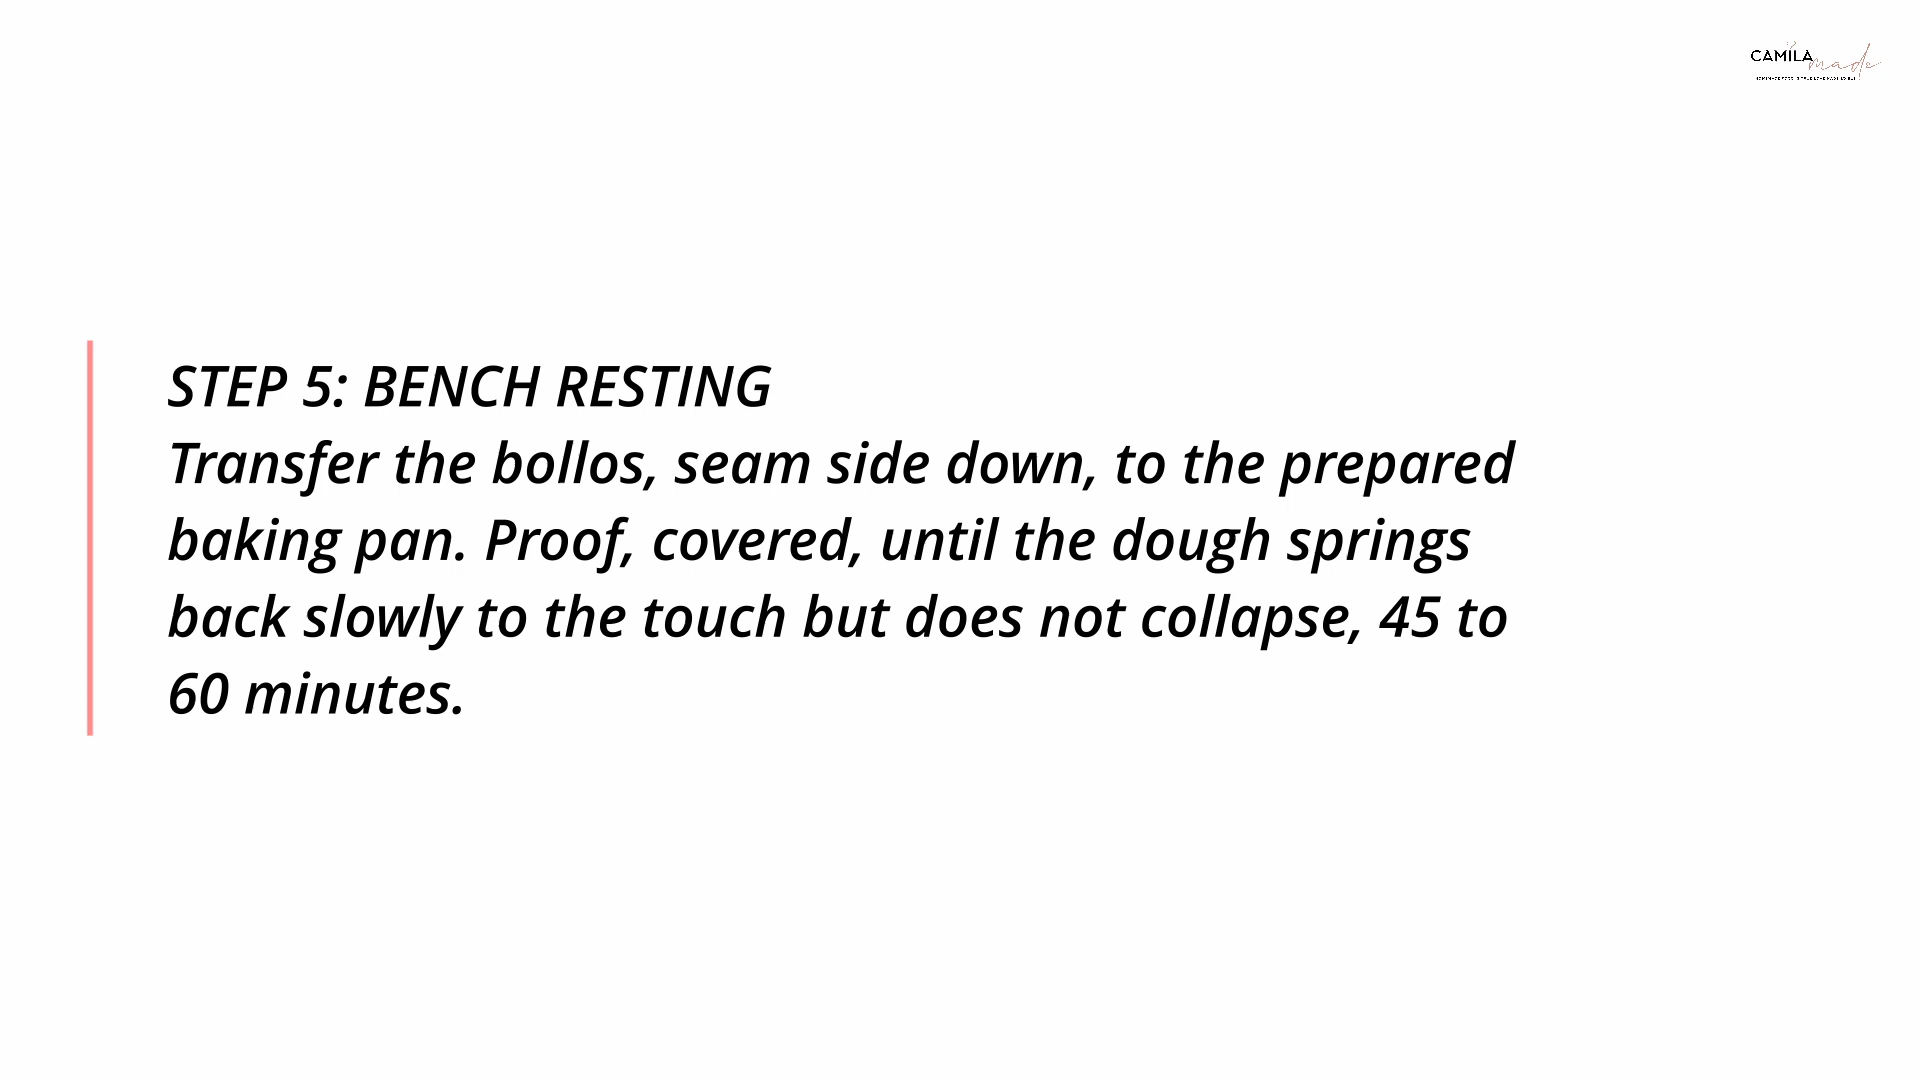 CAMILA made
STEP 5: BENCH RESTING
Transfer the bollos, seam side down, to the prepared
baking pan. Proof, covered, until the dough springs
back slowly to the touch but does not collapse, 45 to
60 minutes.